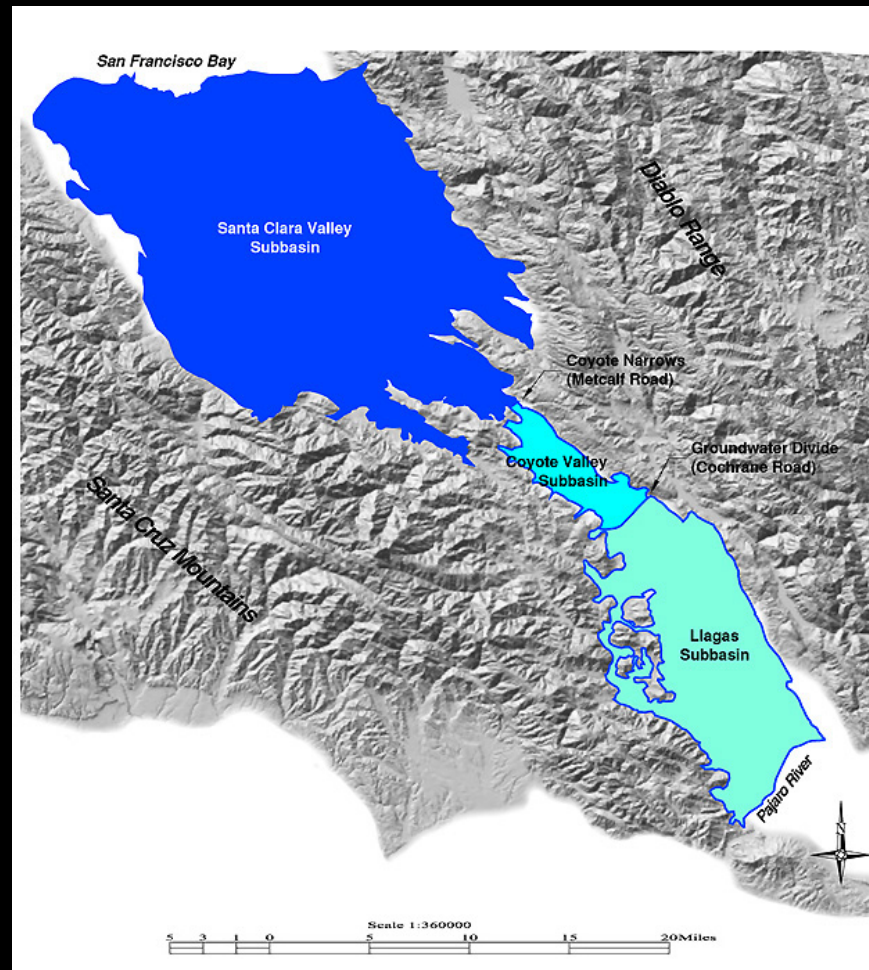 San Francisco Bay
Santa Clara Valley
Subbasin
Diablo Range
Coyote Narrows
(Metcalf Road)
Groundwater Divide
(Cochrane Road)
Coyote Valley
Subbasin
Santa Cruz Mountains
Llagas
Subbasin
Pajaro River
N
Scale 1:360000
5 3 1 0 5 10 15 20Miles